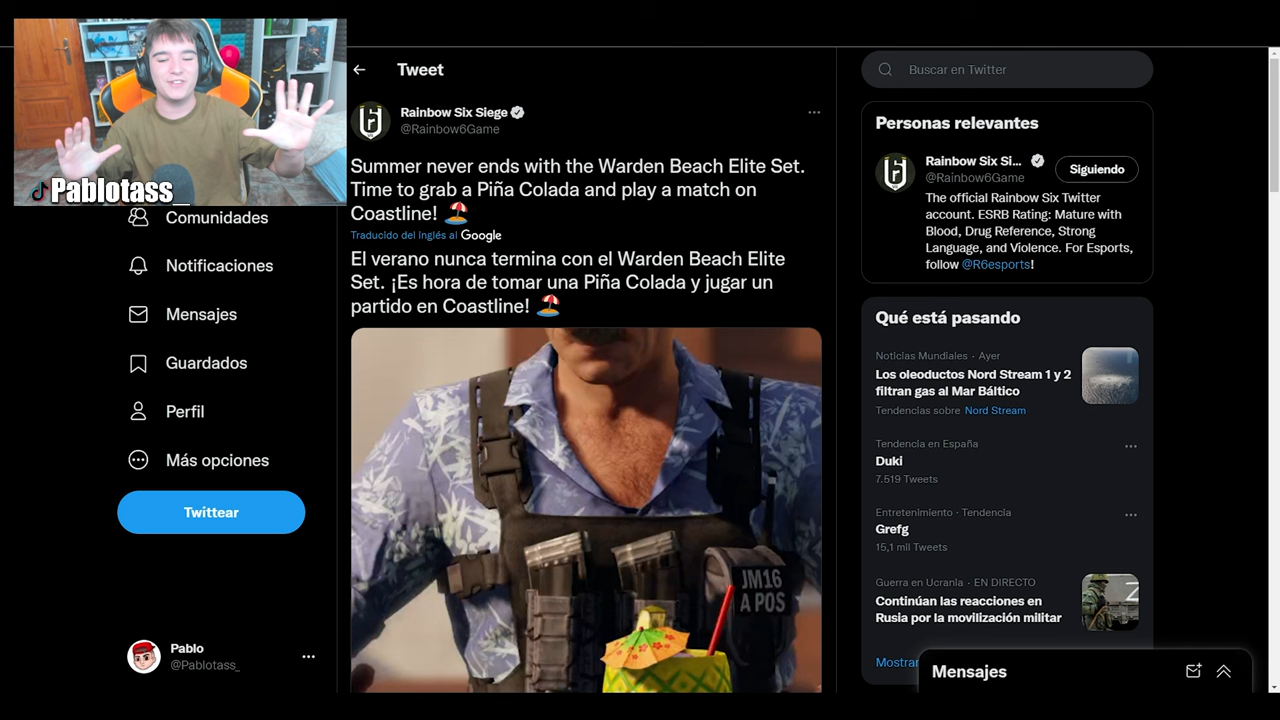 Pablotass_
Comunidades
Notificaciones
Mensajes
Guardados
Perfil
Más opciones
Twittear
Pablo
@Pablotass_
Tweet
Rainbow Six Siege
@Rainbow6Game
Summer never ends with the Warden Beach Elite Set.
Time to grab a Piña Colada and play a match on
Coastline!
Traducido del inglés al Google
El verano nunca termina con el Warden Beach Elite
Set. ¡Es hora de tomar una Piña Colada y jugar un
partido en Coastline!
JM16
A POS
Buscar en Twitter
Personas relevantes
Rainbow Six Si...
@Rainbow6Game
Siguiendo
The official Rainbow Six Twitter
account. ESRB Rating: Mature with
Blood, Drug Reference, Strong
Language, and Violence. For Esports,
follow @R6esports!
Qué está pasando
Noticias Mundiales · Ayer
Los oleoductos Nord Stream 1 y 2
filtran gas al Mar Báltico
Tendencias sobre Nord Stream
Tendencia en España
Duki
7.519 Tweets
Entretenimiento · Tendencia
Grefg
15,1 mil Tweets
Guerra en Ucrania · EN DIRECTO
Continúan las reacciones en
Rusia por la movilización militar
Mostrar
Mensajes